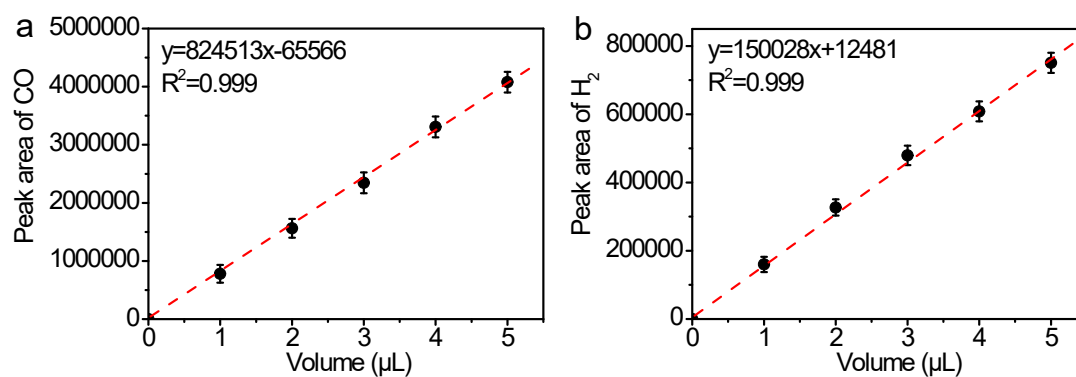 a
y=824513x-65566
R²=0.999
Peak area of CO
5000000
4000000
3000000
2000000
1000000
0
0 1 2 3 4 5
Volume (µL)
b
y=150028x+12481
R²=0.999
Peak area of H₂
800000
600000
400000
200000
0
0 1 2 3 4 5
Volume (µL)